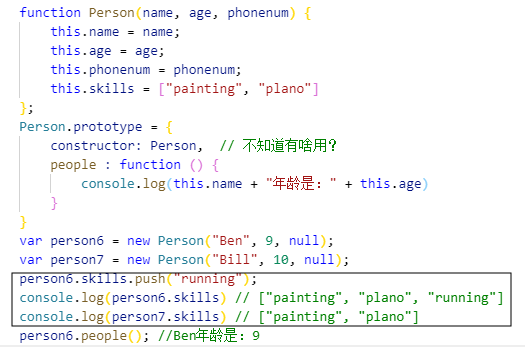 function Person(name, age, phonenum) {
    this.name = name;
    this.age = age;
    this.phonenum = phonenum;
    this.skills = ["painting", "plano"]
};
Person.prototype = {
    constructor: Person,  // 不知道有啥用?
    people : function () {
        console.log(this.name + "年龄是: " + this.age)
    }
}
var person6 = new Person("Ben", 9, null);
var person7 = new Person("Bill", 10, null);
person6.skills.push("running");
console.log(person6.skills) // ["painting", "plano", "running"]
console.log(person7.skills) // ["painting", "plano"]
person6.people(); //Ben年龄是: 9